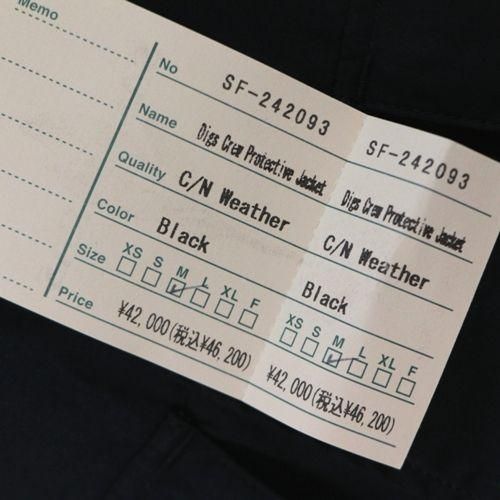 Memo
No SF-242093
Name Digs Crew Protective Jacket
Quality C/N Weather
Color Black
Size XS S M L XL F
Price ¥42,000(税込¥46,200)
SF-242093
Digs Crew Protective Jacket
C/N Weather
Black
XS S M L XL F
¥42,000(税込¥46,200)